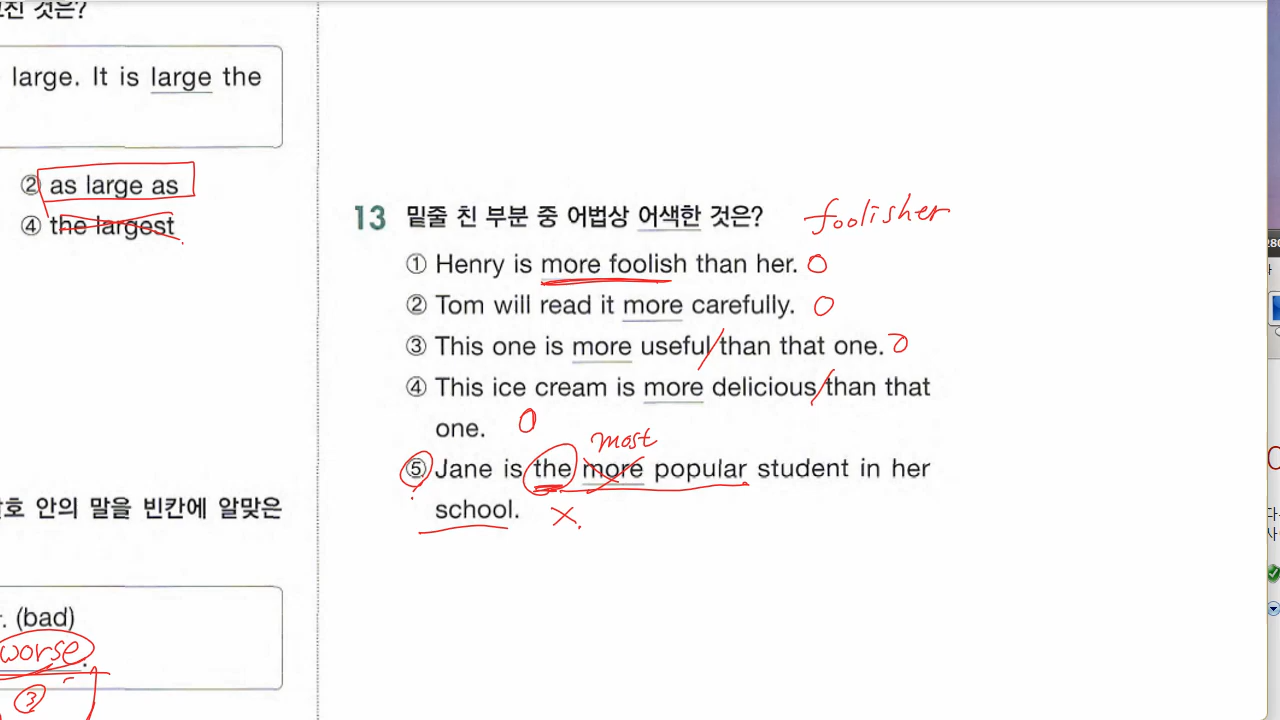 친 것은?
large. It is large the
② as large as
④ the largest
호 안의 말을 빈칸에 알맞은
. (bad)
worse.
③
13 밑줄 친 부분 중 어법상 어색한 것은? foolisher
① Henry is more foolish than her. O
② Tom will read it more carefully. O
③ This one is more useful than that one. O
④ This ice cream is more delicious than that
one. O
most
⑤ Jane is the more popular student in her
school. X.